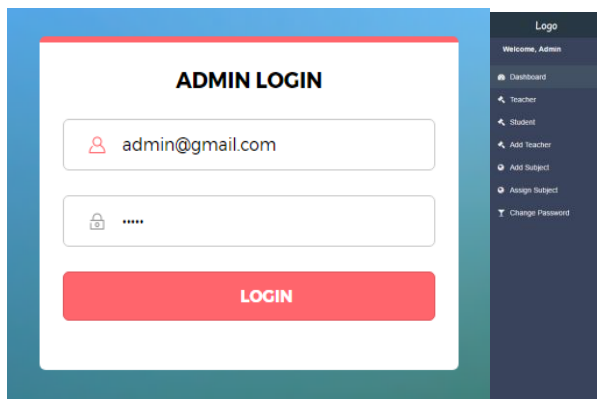 ADMIN LOGIN
admin@gmail.com
•••••
LOGIN
Logo
Welcome, Admin
Dashboard
Teacher
Student
Add Teacher
Add Subject
Assign Subject
Change Password